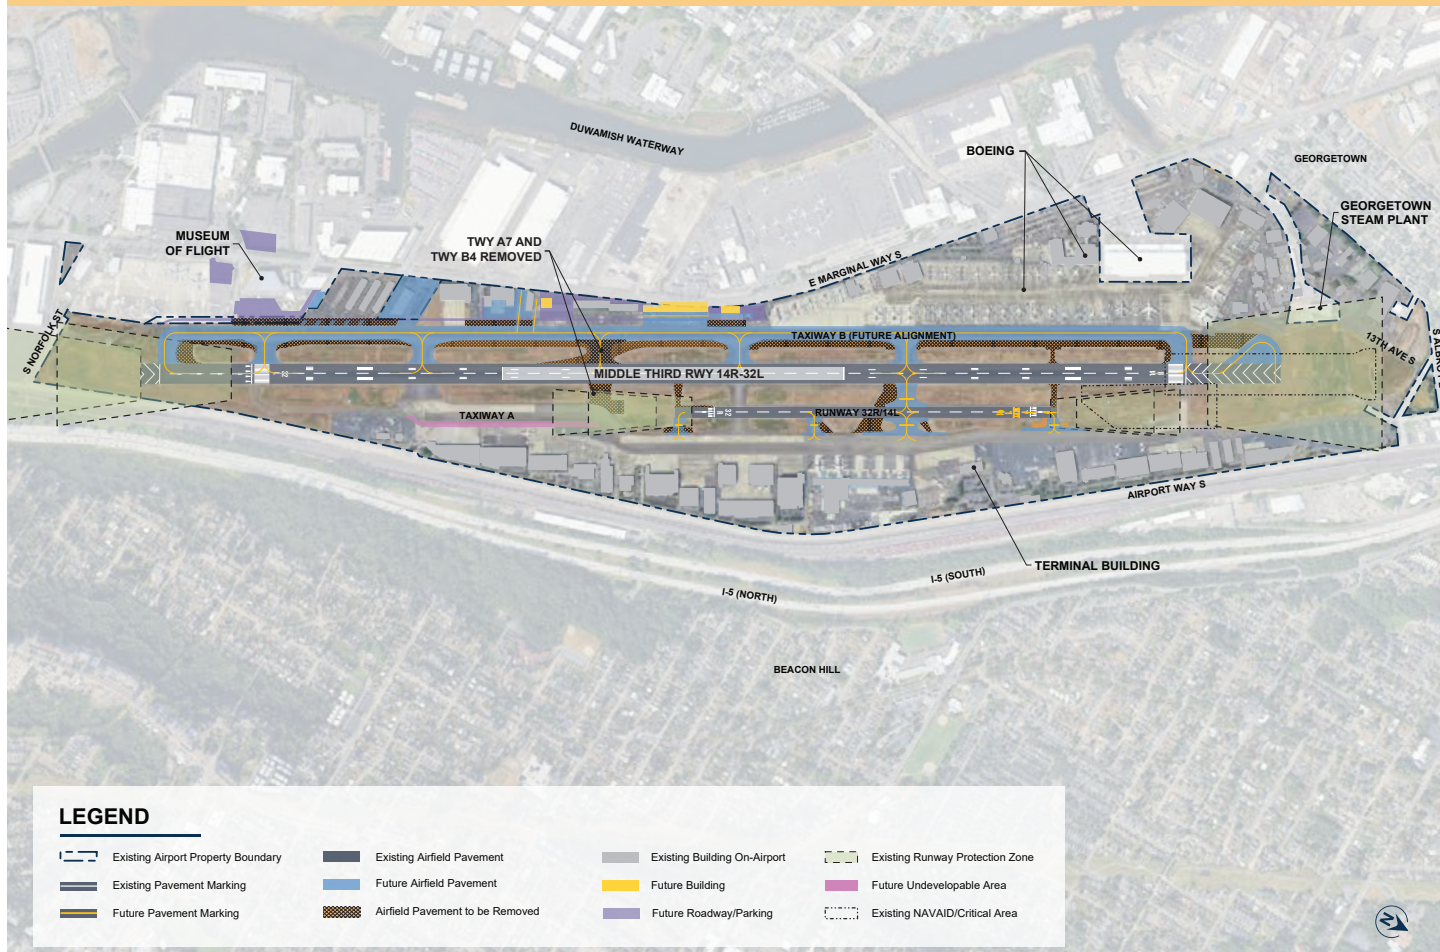 DUWAMISH WATERWAY
BOEING
GEORGETOWN
GEORGETOWN
STEAM PLANT
MUSEUM
OF FLIGHT
TWY A7 AND
TWY B4 REMOVED
E MARGINAL WAY S
S NORFOLK ST
TAXIWAY B (FUTURE ALIGNMENT)
13TH AVE S
MIDDLE THIRD RWY 14R-32L
TAXIWAY A
32
RUNWAY 32R/14L
AIRPORT WAY S
TERMINAL BUILDING
I-5 (SOUTH)
I-5 (NORTH)
BEACON HILL
LEGEND
Existing Airport Property Boundary
Existing Pavement Marking
Future Pavement Marking
Existing Airfield Pavement
Future Airfield Pavement
Airfield Pavement to be Removed
Existing Building On-Airport
Future Building
Future Roadway/Parking
Existing Runway Protection Zone
Future Undevelopable Area
Existing NAVAID/Critical Area
N